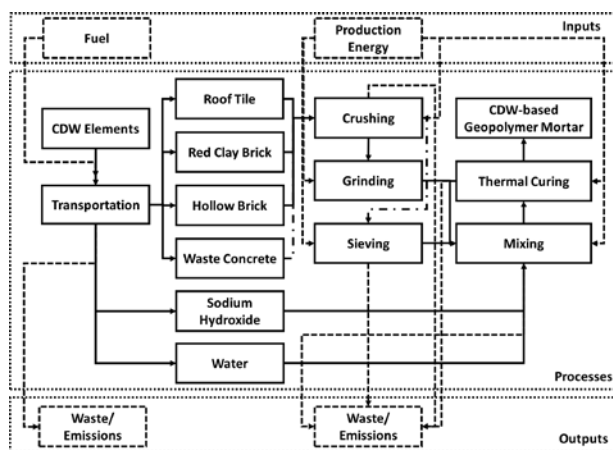 Fuel
Production
Energy
Inputs
CDW Elements
Transportation
Roof Tile
Red Clay Brick
Hollow Brick
Waste Concrete
Sodium
Hydroxide
Water
Crushing
Grinding
Sieving
CDW-based
Geopolymer Mortar
Thermal Curing
Mixing
Processes
Waste/
Emissions
Waste/
Emissions
Outputs